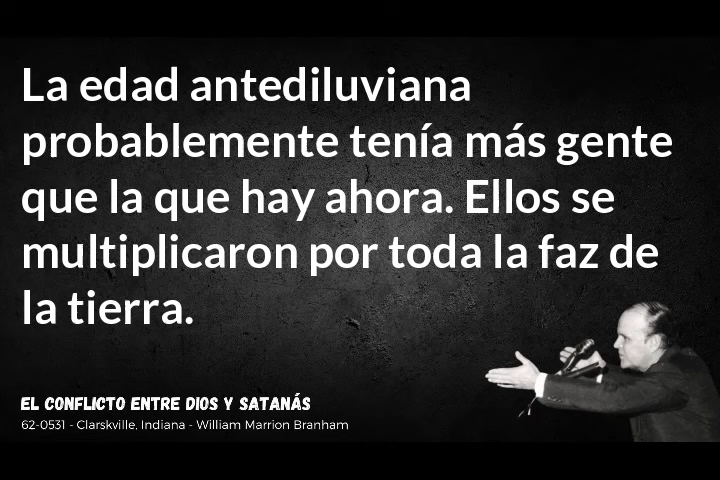 La edad antediluviana
probablemente tenía más gente
que la que hay ahora. Ellos se
multiplicaron por toda la faz de
la tierra.
EL CONFLICTO ENTRE DIOS Y SATANÁS
62-0531 - Clarskville, Indiana - William Marrion Branham